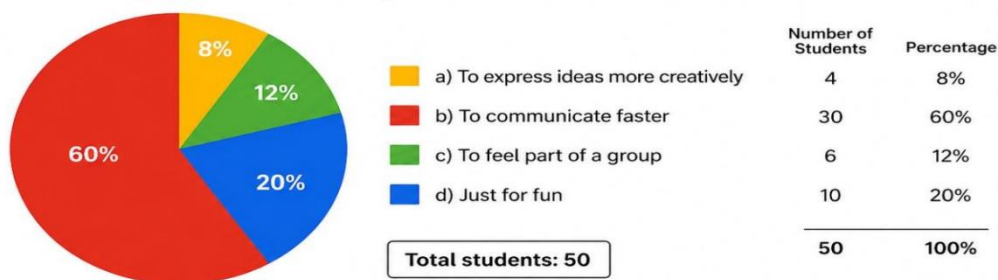 8%
12%
20%
60%
Number of Students Percentage
a) To express ideas more creatively 4 8%
b) To communicate faster 30 60%
c) To feel part of a group 6 12%
d) Just for fun 10 20%
50 100%
Total students: 50